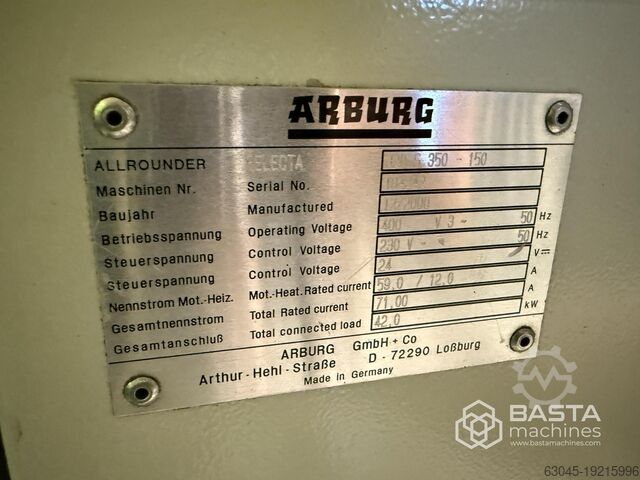 ARBURG
ALLROUNDER SELECTA 350 - 150
Maschinen Nr. Serial No.
Baujahr Manufactured 2000
Betriebsspannung Operating Voltage 400 V 3~ 50 Hz
Steuerspannung Control Voltage 230 V ~ 50 Hz
Steuerspannung Control Voltage 24 V
Nennstrom Mot.-Heiz. Mot.-Heat. Rated current 59,0 / 12,0 A
Gesamtnennstrom Total Rated current 71,00 A
Gesamtanschluß Total connected load 42,0 kW
ARBURG GmbH + Co
Arthur - Hehl - Straße D - 72290 Loßburg
Made in Germany
BASTA
machines
www.bastamachines.com
63045-19215996